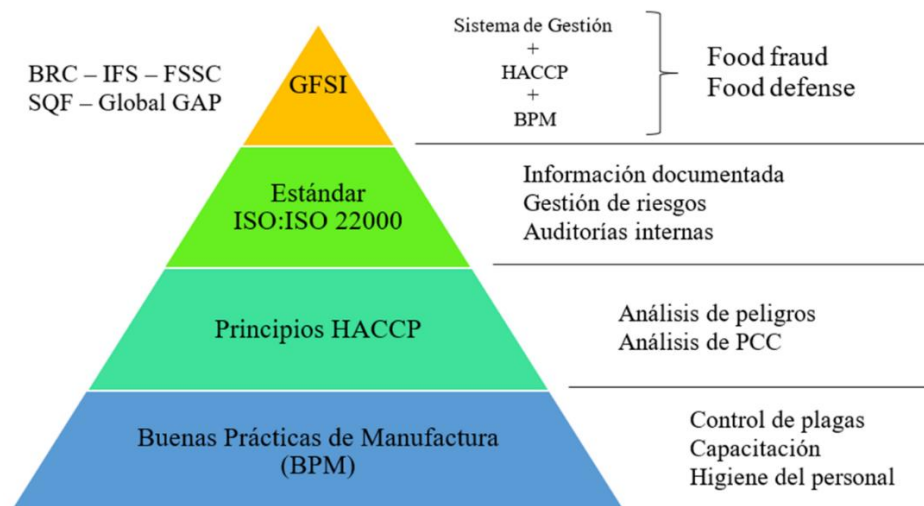 BRC – IFS – FSSC
SQF – Global GAP
GFSI
Sistema de Gestión
+
HACCP
+
BPM
Food fraud
Food defense
Estándar
ISO:ISO 22000
Información documentada
Gestión de riesgos
Auditorías internas
Principios HACCP
Análisis de peligros
Análisis de PCC
Buenas Prácticas de Manufactura
(BPM)
Control de plagas
Capacitación
Higiene del personal